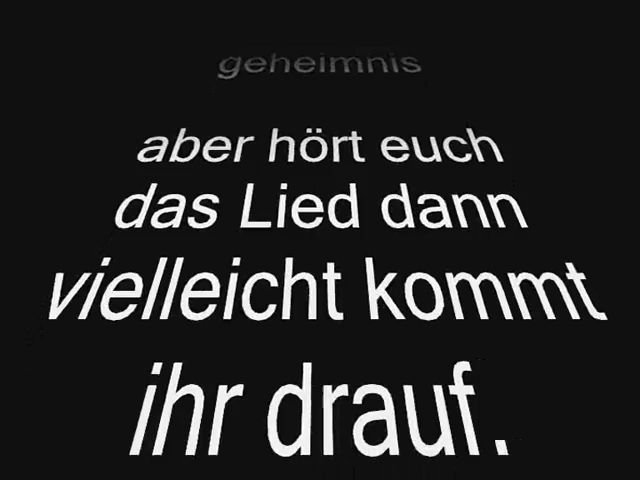 geheimnis
aber hört euch
das Lied dann
vielleicht kommt
ihr drauf.